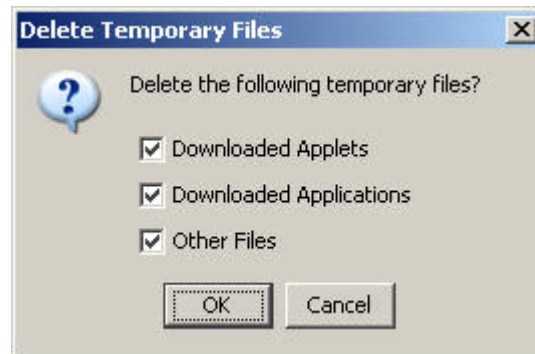 Delete Temporary Files
Delete the following temporary files?
Downloaded Applets
Downloaded Applications
Other Files
OK Cancel